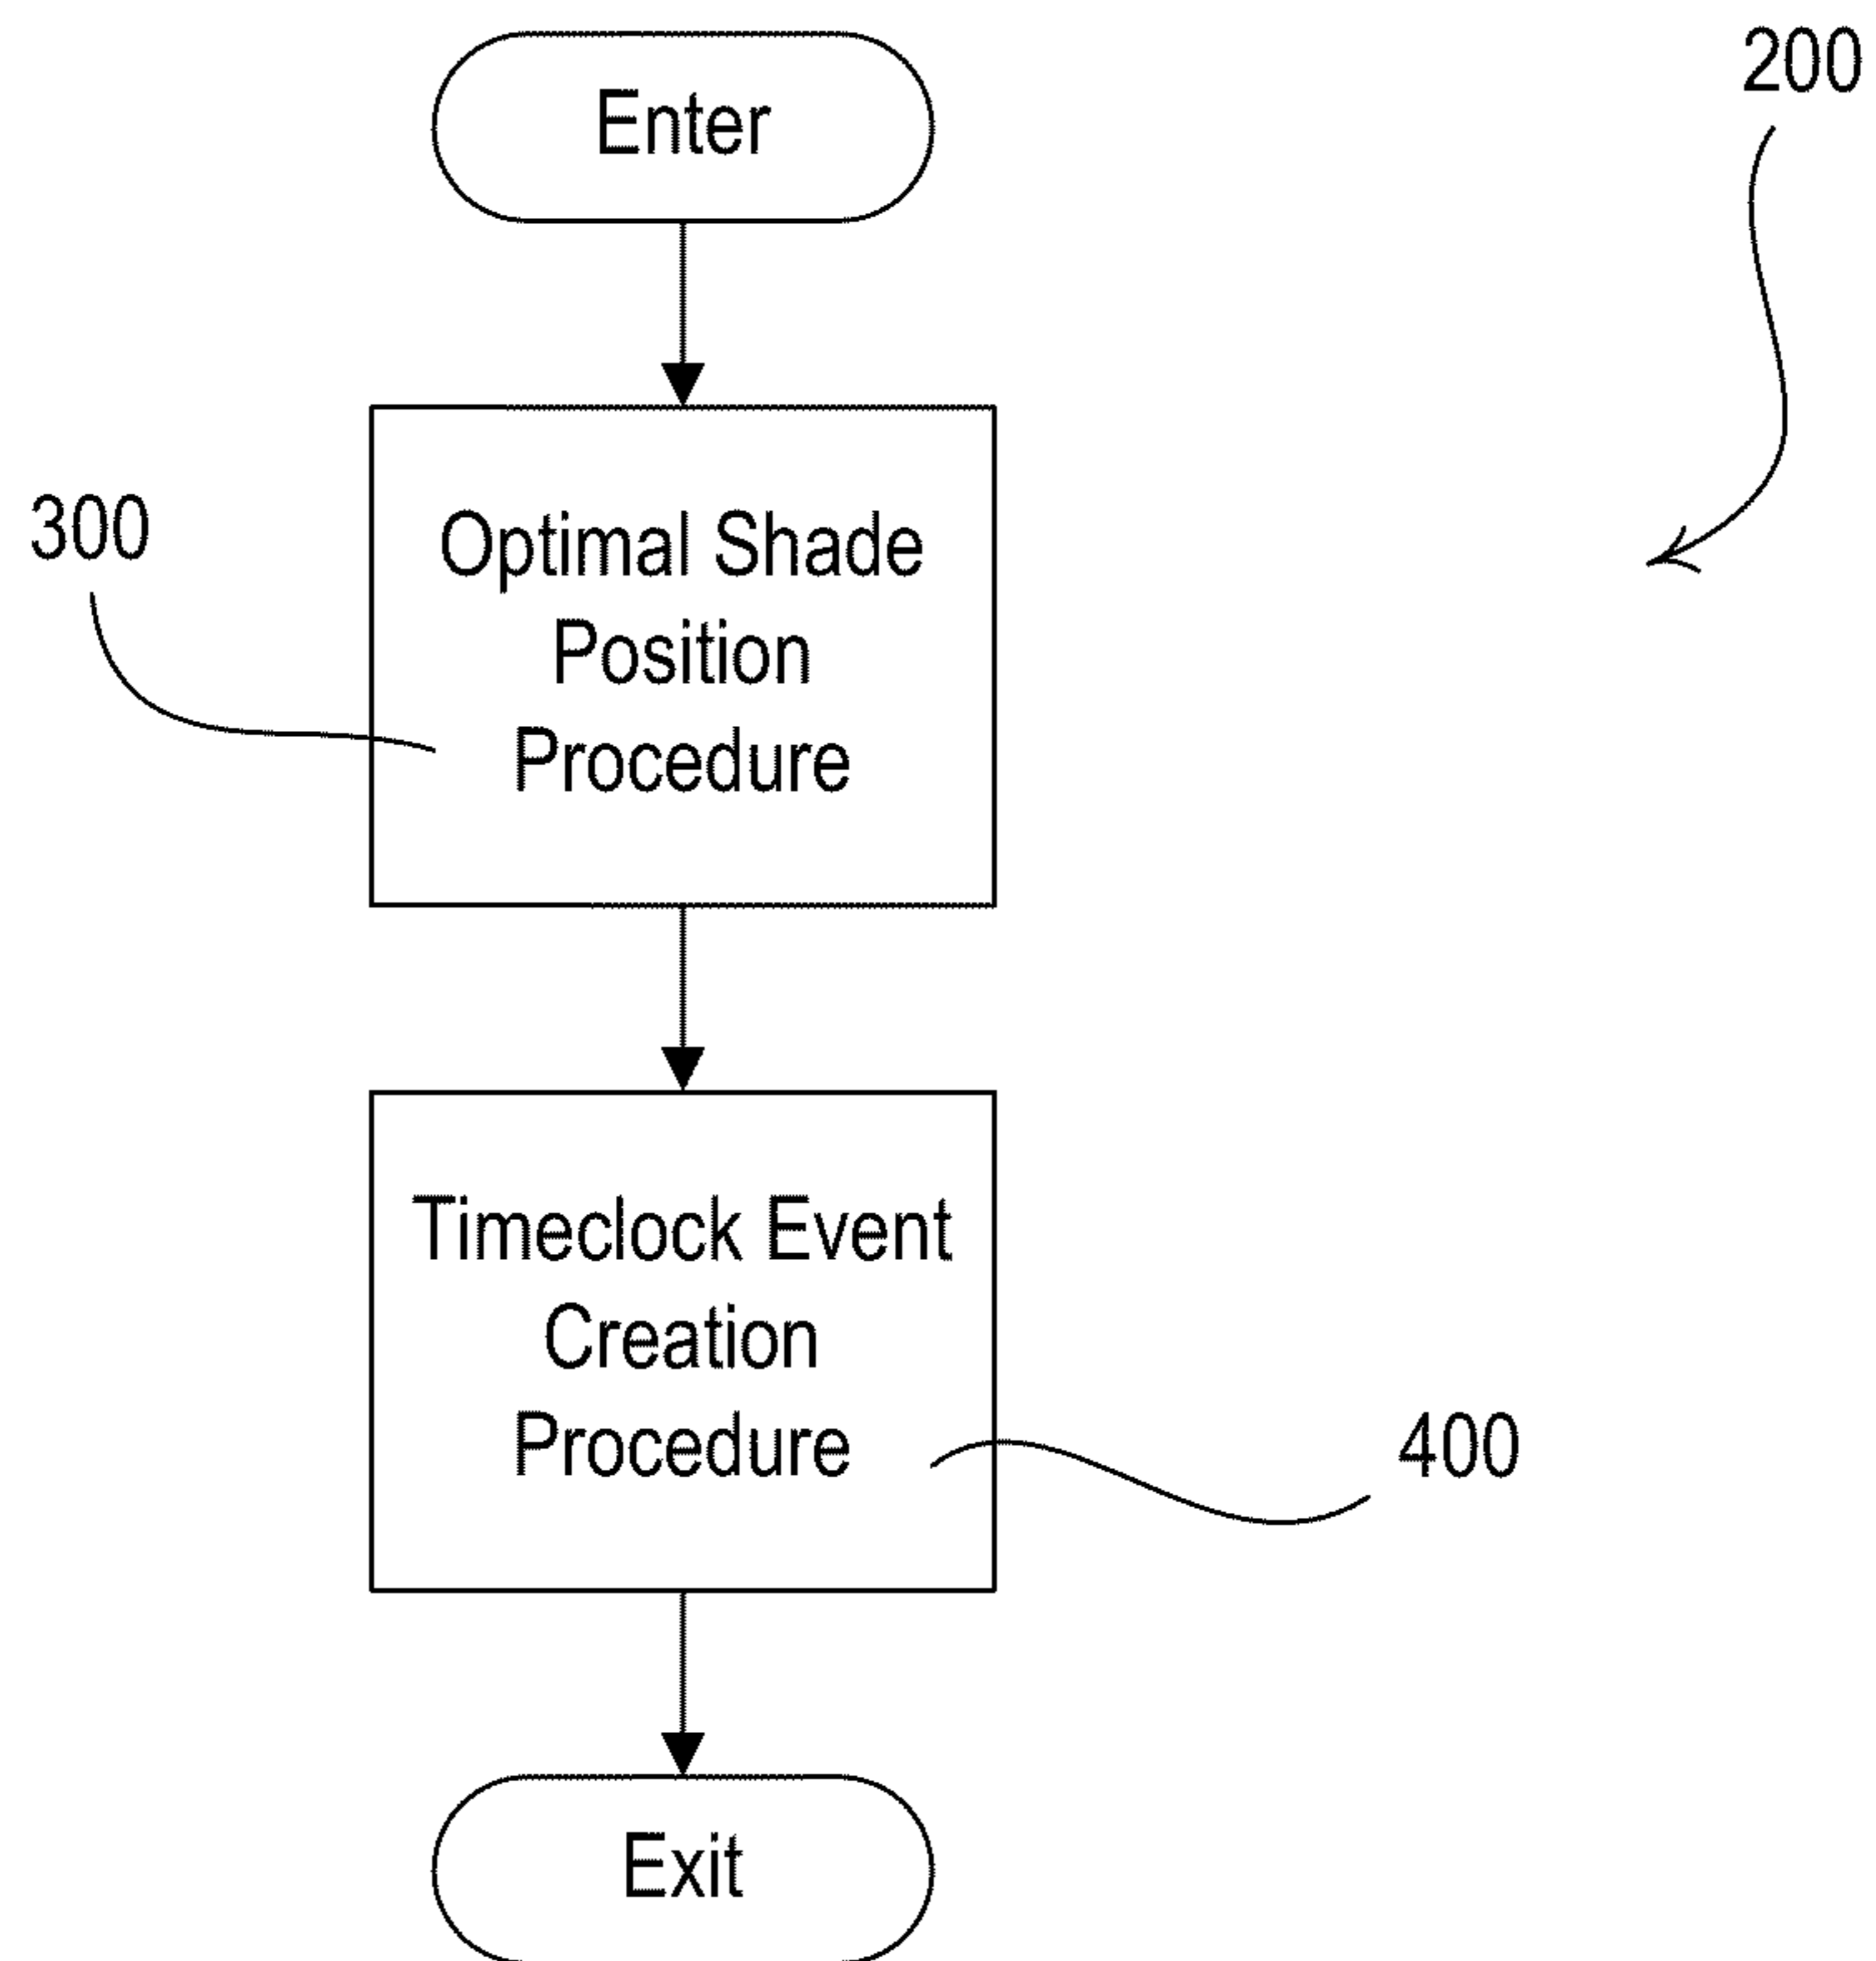 Enter
200
300
Optimal Shade
Position
Procedure
Timeclock Event
Creation
Procedure
400
Exit